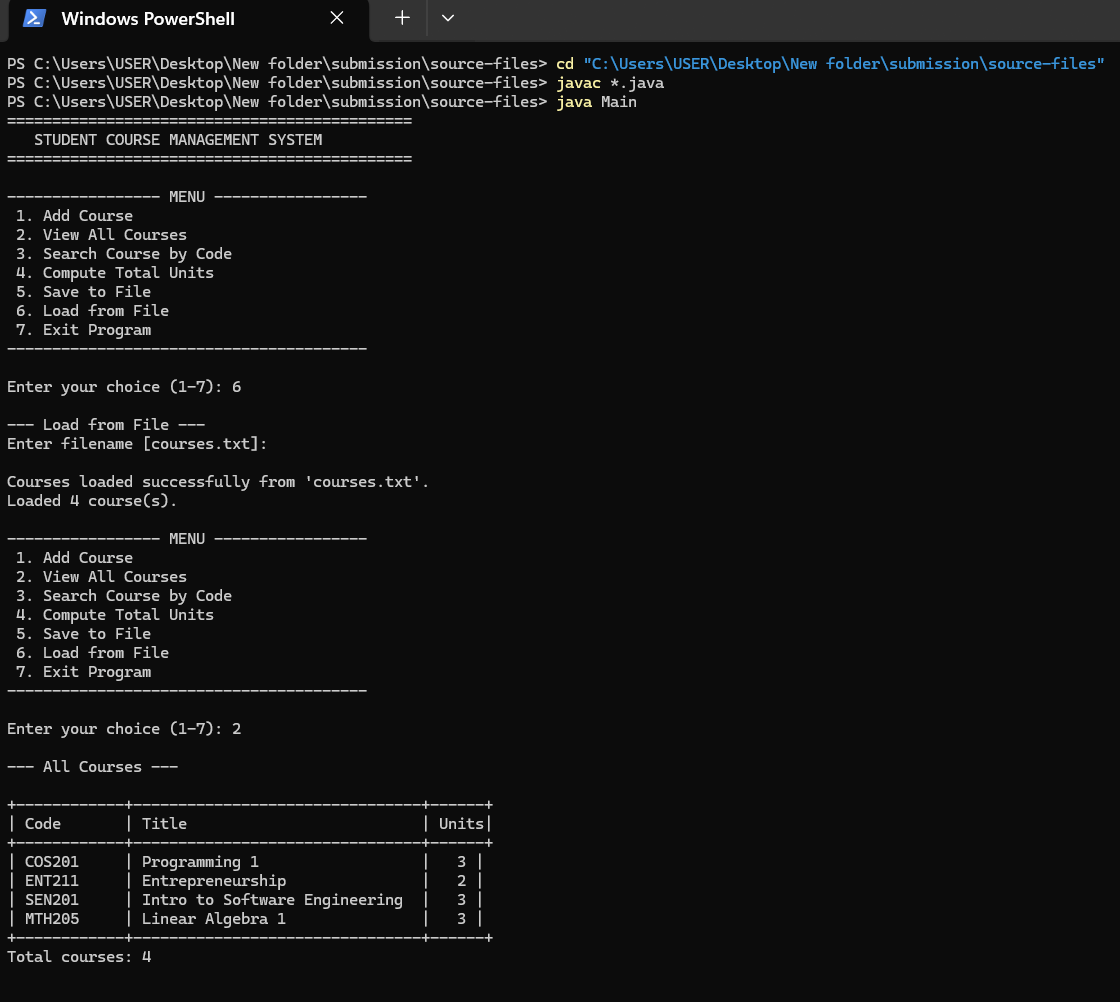 Windows PowerShell
PS C:\Users\USER\Desktop\New folder\submission\source-files> cd "C:\Users\USER\Desktop\New folder\submission\source-files"
PS C:\Users\USER\Desktop\New folder\submission\source-files> javac *.java
PS C:\Users\USER\Desktop\New folder\submission\source-files> java Main
=============================================
   STUDENT COURSE MANAGEMENT SYSTEM
=============================================

----------------- MENU -----------------
 1. Add Course
 2. View All Courses
 3. Search Course by Code
 4. Compute Total Units
 5. Save to File
 6. Load from File
 7. Exit Program
----------------------------------------

Enter your choice (1-7): 6

--- Load from File ---
Enter filename [courses.txt]:

Courses loaded successfully from 'courses.txt'.
Loaded 4 course(s).

----------------- MENU -----------------
 1. Add Course
 2. View All Courses
 3. Search Course by Code
 4. Compute Total Units
 5. Save to File
 6. Load from File
 7. Exit Program
----------------------------------------

Enter your choice (1-7): 2

--- All Courses ---

+------------+--------------------------------+------+
| Code       | Title                          | Units|
+------------+--------------------------------+------+
| COS201     | Programming 1                  |   3 |
| ENT211     | Entrepreneurship               |   2 |
| SEN201     | Intro to Software Engineering  |   3 |
| MTH205     | Linear Algebra 1               |   3 |
+------------+--------------------------------+------+
Total courses: 4